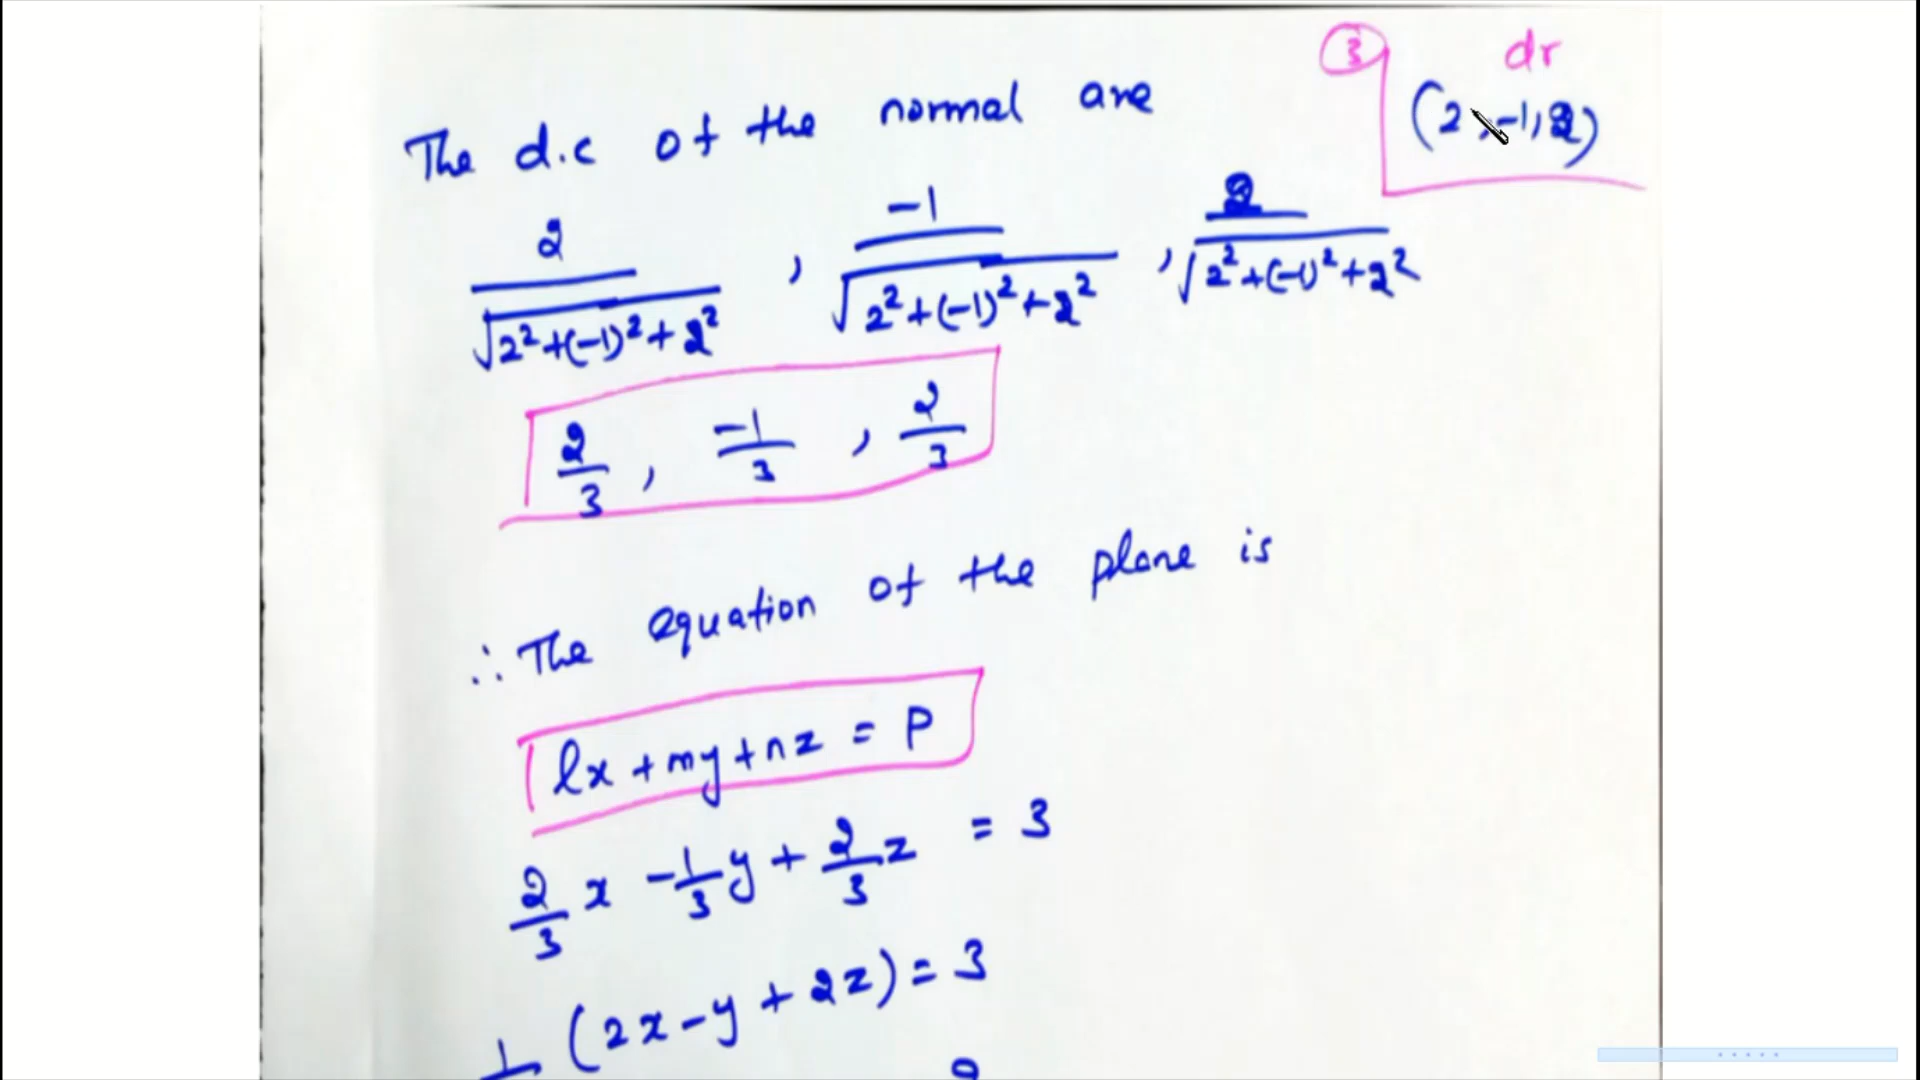 3 dr
(2, -1, 2)
The d.c of the normal are
2/√(2²+(-1)²+2²) , -1/√(2²+(-1)²+2²) , 2/√(2²+(-1)²+2²)
2/3 , -1/3 , 2/3
∴ The equation of the plane is
lx + my + nz = P
2/3 x - 1/3 y + 2/3 z = 3
1 (2x - y + 2z) = 3